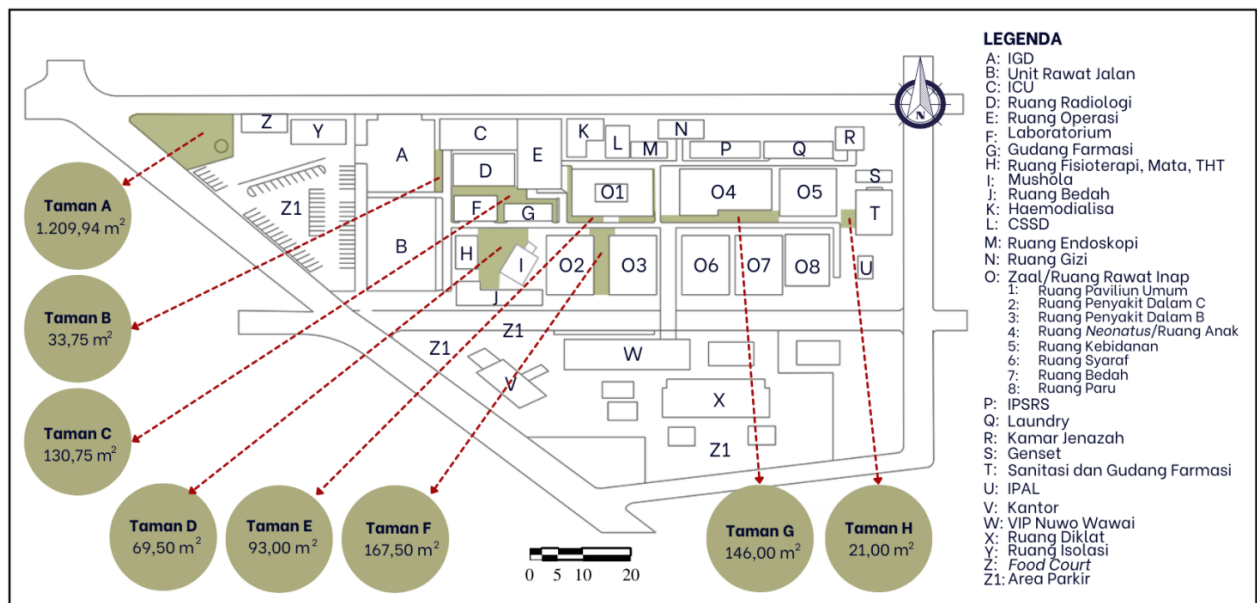 LEGENDA
A: IGD
B: Unit Rawat Jalan
C: ICU
D: Ruang Radiologi
E: Ruang Operasi
F: Laboratorium
G: Gudang Farmasi
H: Ruang Fisioterapi, Mata, THT
I: Mushola
J: Ruang Bedah
K: Haemodialisa
L: CSSD
M: Ruang Endoskopi
N: Ruang Gizi
O: Zaal/Ruang Rawat Inap
1: Ruang Paviliun Umum
2: Ruang Penyakit Dalam C
3: Ruang Penyakit Dalam B
4: Ruang Neonatus/Ruang Anak
5: Ruang Kebidanan
6: Ruang Syaraf
7: Ruang Bedah
8: Ruang Paru
P: IPSRS
Q: Laundry
R: Kamar Jenazah
S: Genset
T: Sanitasi dan Gudang Farmasi
U: IPAL
V: Kantor
W: VIP Nuwo Wawai
X: Ruang Diklat
Y: Ruang Isolasi
Z: Food Court
Z1: Area Parkir
N
Z
Y
A
C
D
E
F
G
K
L
M
N
P
Q
R
S
T
U
O1
O4
O5
Z1
B
H
I
J
O2
O3
O6
O7
O8
Z1
Z1
V
W
X
Z1
Taman A
1.209,94 m²
Taman B
33,75 m²
Taman C
130,75 m²
Taman D
69,50 m²
Taman E
93,00 m²
Taman F
167,50 m²
Taman G
146,00 m²
Taman H
21,00 m²
0 5 10 20